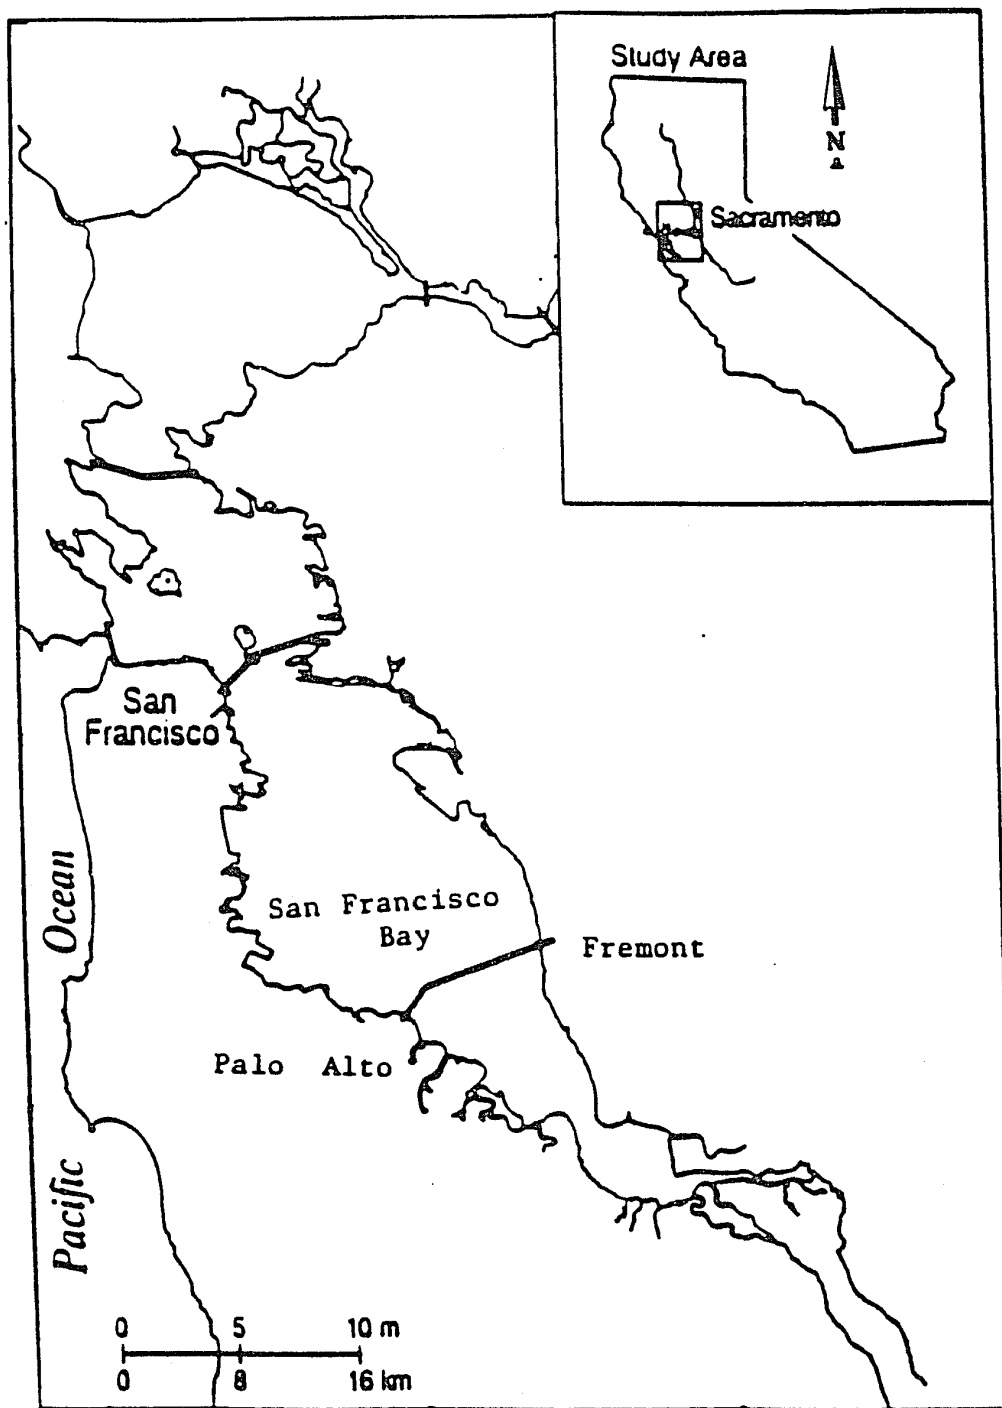 Study Area
N
Sacramento
San
Francisco
San Francisco
Bay
Fremont
Palo Alto
Pacific Ocean
0 5 10 m
0 8 16 km